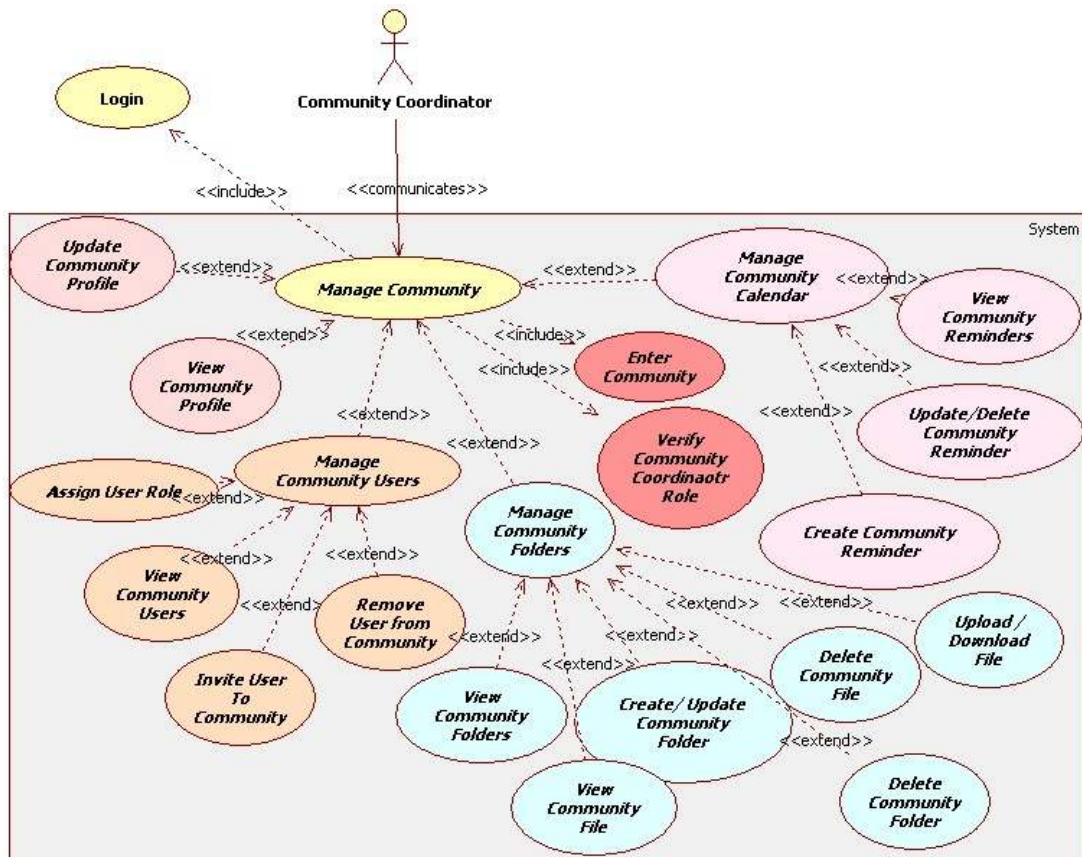 Login
Community Coordinator
<<include>>
<<communicates>>
System
Update
Community
Profile
<<extend>>
Manage Community
<<extend>>
Manage
Community
Calendar
<<extend>>
View
Community
Reminders
<<extend>>
View
Community
Profile
<<include>>
<<include>>
Enter
Community
<<extend>>
Update/Delete
Community
Reminder
<<extend>>
<<extend>>
<<extend>>
Verify
Community
Coordinaotr
Role
Manage
Community Users
Assign User Role
<<extend>>
Manage
Community
Folders
Create Community
Reminder
<<extend>>
View
Community
Users
<<extend>>
<<extend>>
Remove
User from
Community
Invite User
To
Community
<<extend>>
<<extend>>
<<extend>>
<<extend>>
<<extend>>
Upload /
Download
File
Delete
Community
File
View
Community
Folders
Create/ Update
Community
Folder
<<extend>>
View
Community
File
Delete
Community
Folder